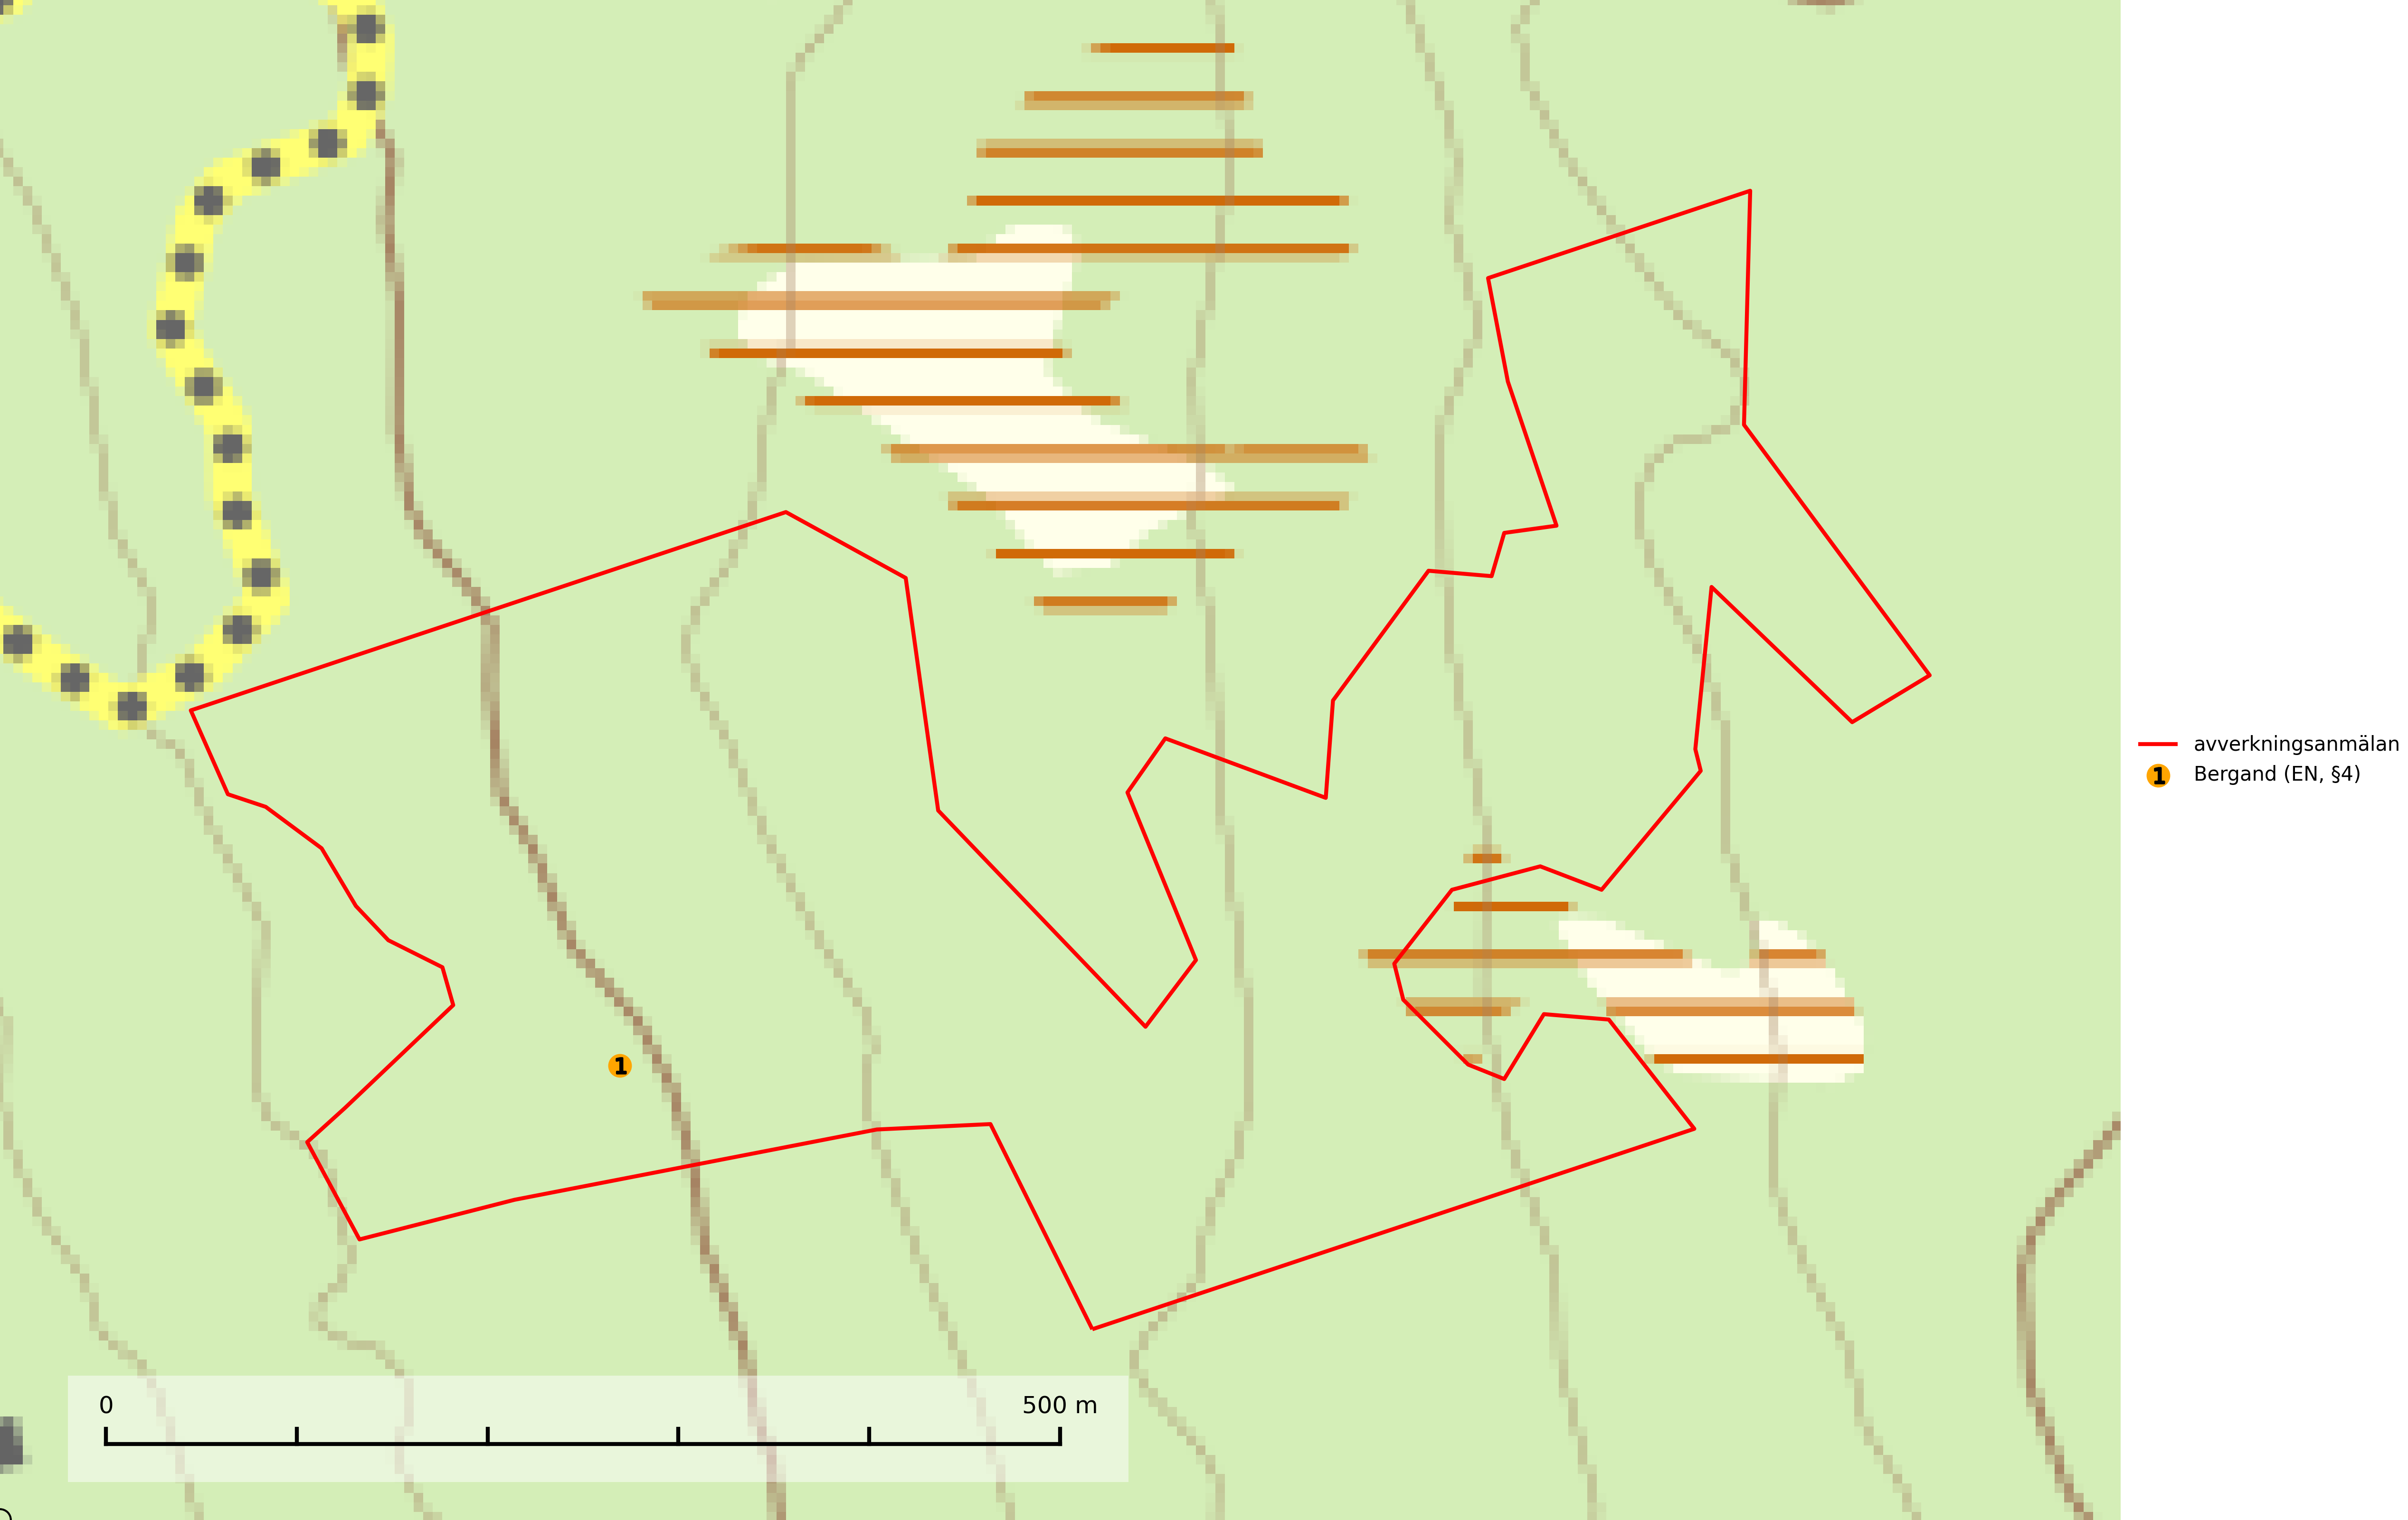 avverkningsanmälan
1 Bergand (EN, §4)
1
0 500 m